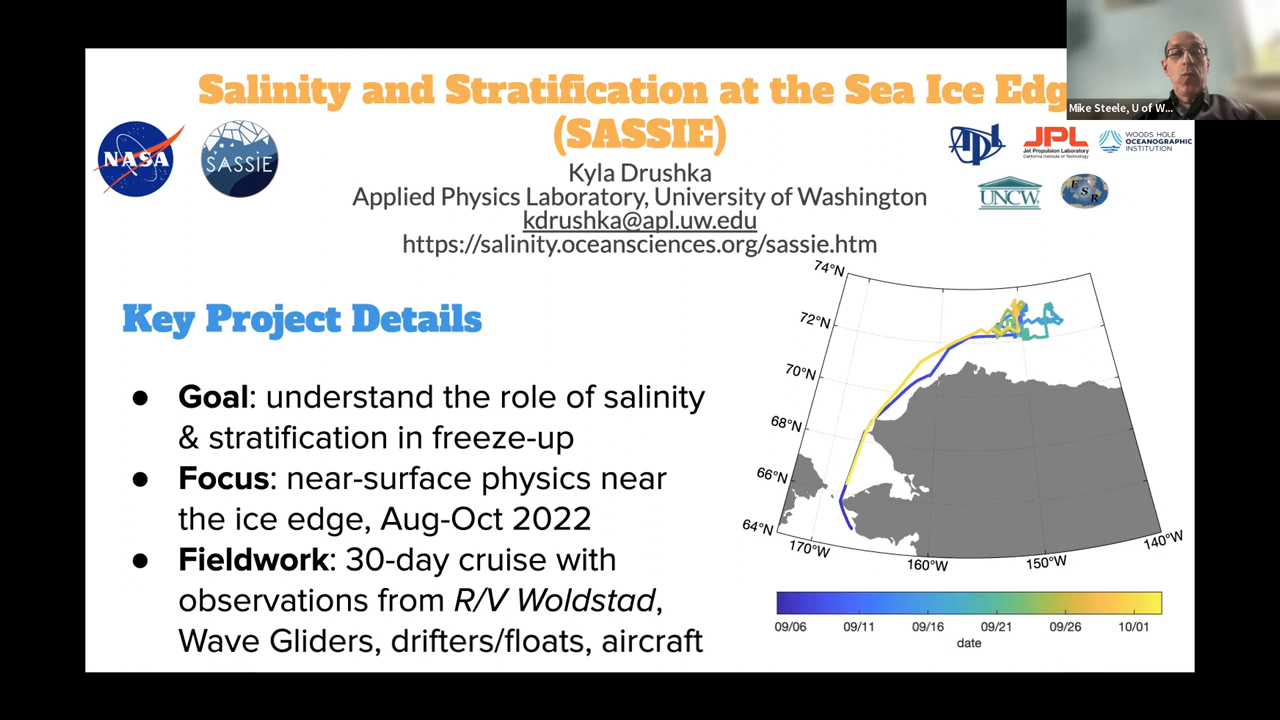 Salinity and Stratification at the Sea Ice Edg
(SASSIE)
Mike Steele, U of W...
NASA
SASSIE
APL
JPL
Jet Propulsion Laboratory
California Institute of Technology
WOODS HOLE
OCEANOGRAPHIC
INSTITUTION
UNCW
ESR
Kyla Drushka
Applied Physics Laboratory, University of Washington
kdrushka@apl.uw.edu
https://salinity.oceansciences.org/sassie.htm
Key Project Details
● Goal: understand the role of salinity
& stratification in freeze-up
● Focus: near-surface physics near
the ice edge, Aug-Oct 2022
● Fieldwork: 30-day cruise with
observations from R/V Woldstad,
Wave Gliders, drifters/floats, aircraft
74°N
72°N
70°N
68°N
66°N
64°N
170°W
160°W
150°W
140°W
09/06 09/11 09/16 09/21 09/26 10/01
date